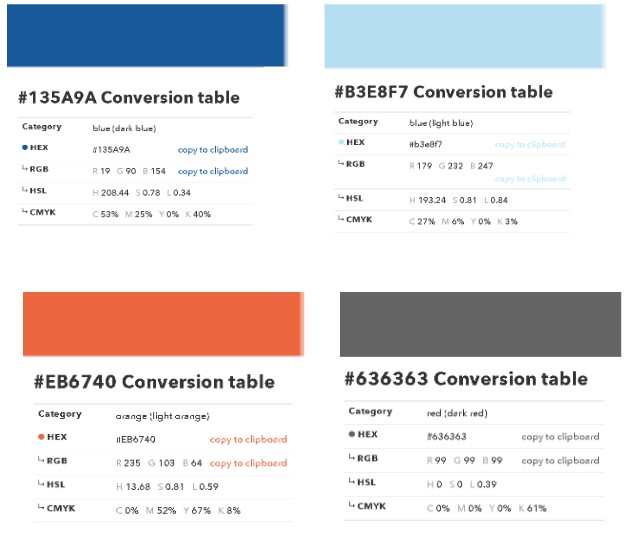 #135A9A Conversion table
Category blue (dark blue)
HEX #135A9A copy to clipboard
RGB R 19 G 90 B 154 copy to clipboard
HSL H 208.44 S 0.78 L 0.34
CMYK C 53% M 25% Y 0% K 40%
#B3E8F7 Conversion table
Category blue (light blue)
HEX #b3e8f7 copy to clipboard
RGB R 179 G 232 B 247
copy to clipboard
HSL H 193.24 S 0.81 L 0.84
CMYK C 27% M 6% Y 0% K 3%
#EB6740 Conversion table
Category orange (light orange)
HEX #EB6740 copy to clipboard
RGB R 235 G 103 B 64 copy to clipboard
HSL H 13.68 S 0.81 L 0.59
CMYK C 0% M 52% Y 67% K 8%
#636363 Conversion table
Category red (dark red)
HEX #636363 copy to clipboard
RGB R 99 G 99 B 99 copy to clipboard
HSL H 0 S 0 L 0.39
CMYK C 0% M 0% Y 0% K 61%